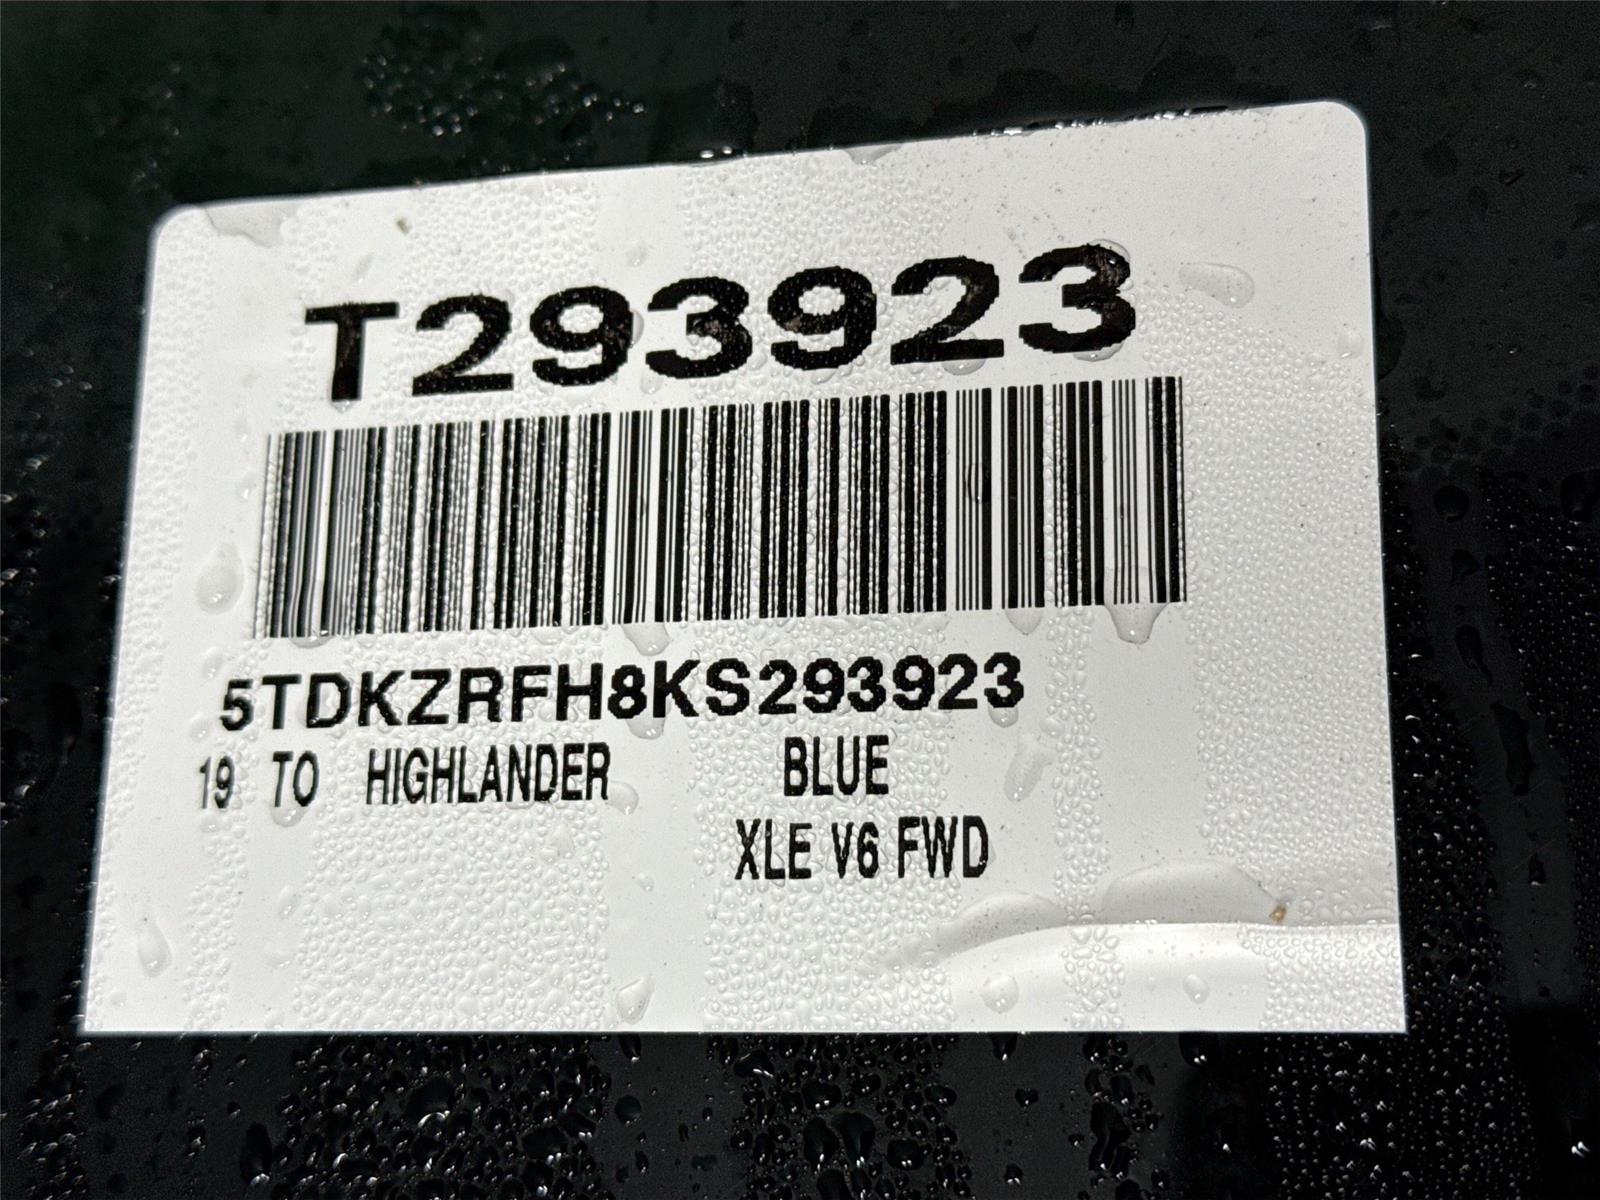 T293923
5TDKZRFH8KS293923
19 TO HIGHLANDER BLUE
XLE V6 FWD